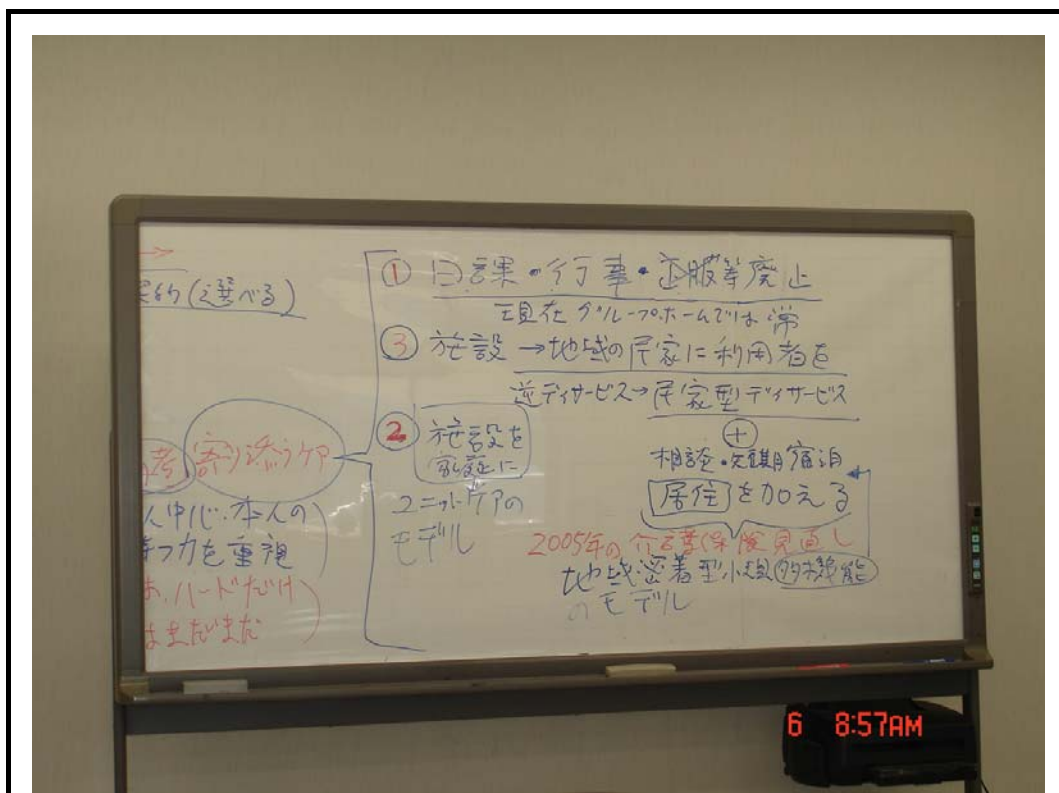 契約(選べる)
寄り添うケア
人中心・本人の
持つ力を重視
お、ハードだけ
はまだまだ
① 日課・行事・制服等廃止
現在グループホームでは常
③ 施設→地域の民家に利用者を
逆デイサービス→民家型デイサービス
+
相談・短期宿泊
居住を加える
② 施設を
家庭に
ユニットケアの
モデル
2005年の介護保険見直し
地域密着型小規多機能
のモデル
6 8:57AM